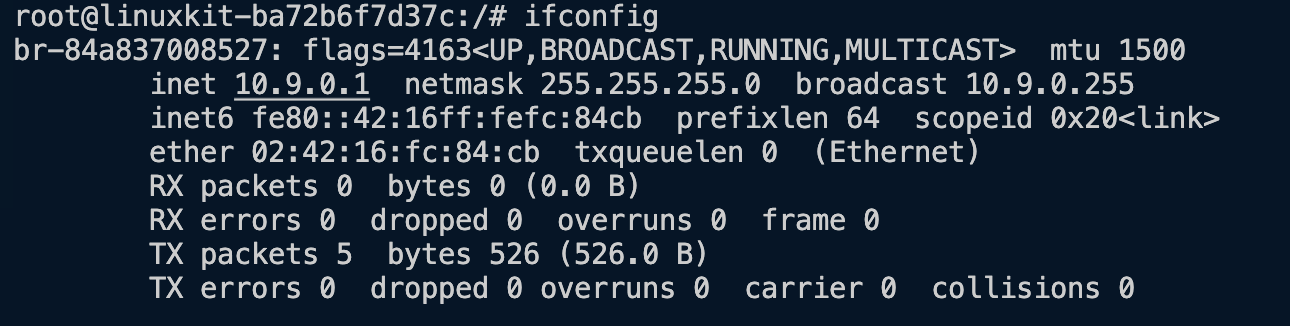 root@linuxkit-ba72b6f7d37c:/# ifconfig
br-84a837008527: flags=4163<UP,BROADCAST,RUNNING,MULTICAST>  mtu 1500
        inet 10.9.0.1  netmask 255.255.255.0  broadcast 10.9.0.255
        inet6 fe80::42:16ff:fefc:84cb  prefixlen 64  scopeid 0x20<link>
        ether 02:42:16:fc:84:cb  txqueuelen 0  (Ethernet)
        RX packets 0  bytes 0 (0.0 B)
        RX errors 0  dropped 0  overruns 0  frame 0
        TX packets 5  bytes 526 (526.0 B)
        TX errors 0  dropped 0 overruns 0  carrier 0  collisions 0